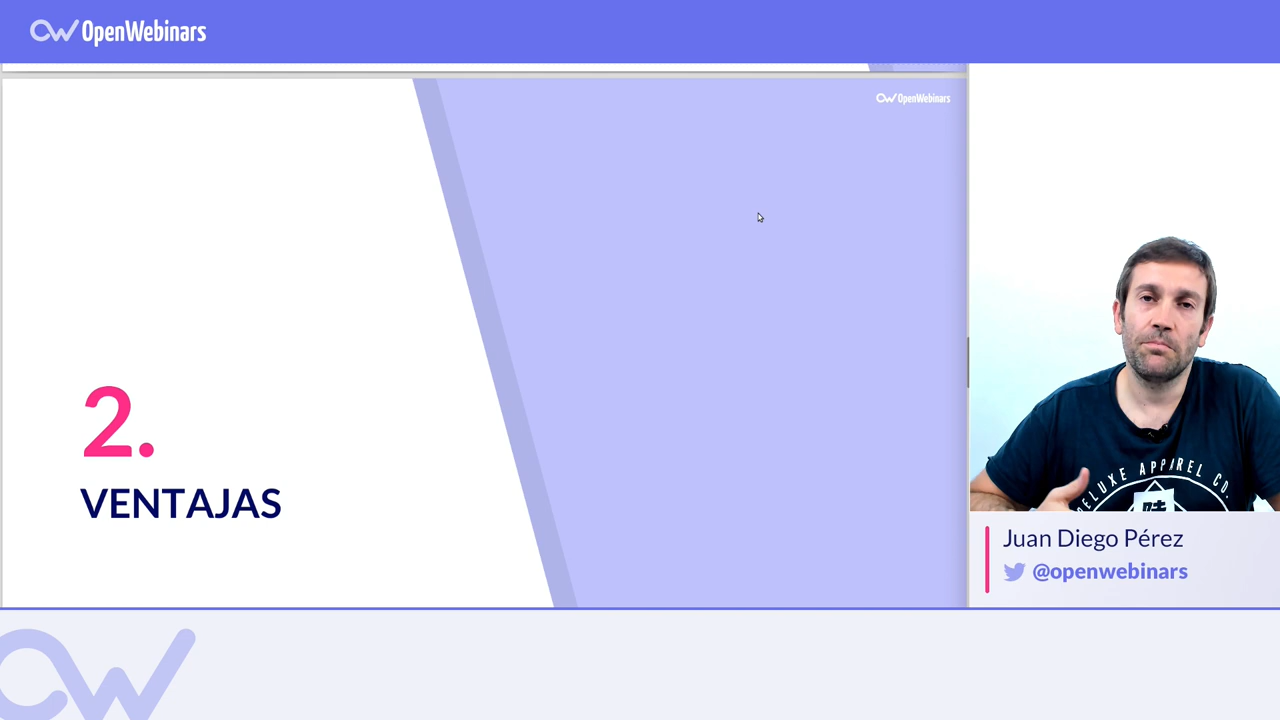 OpenWebinars
OpenWebinars
2.
VENTAJAS
DELUXE APPAREL CO.
Juan Diego Pérez
@openwebinars